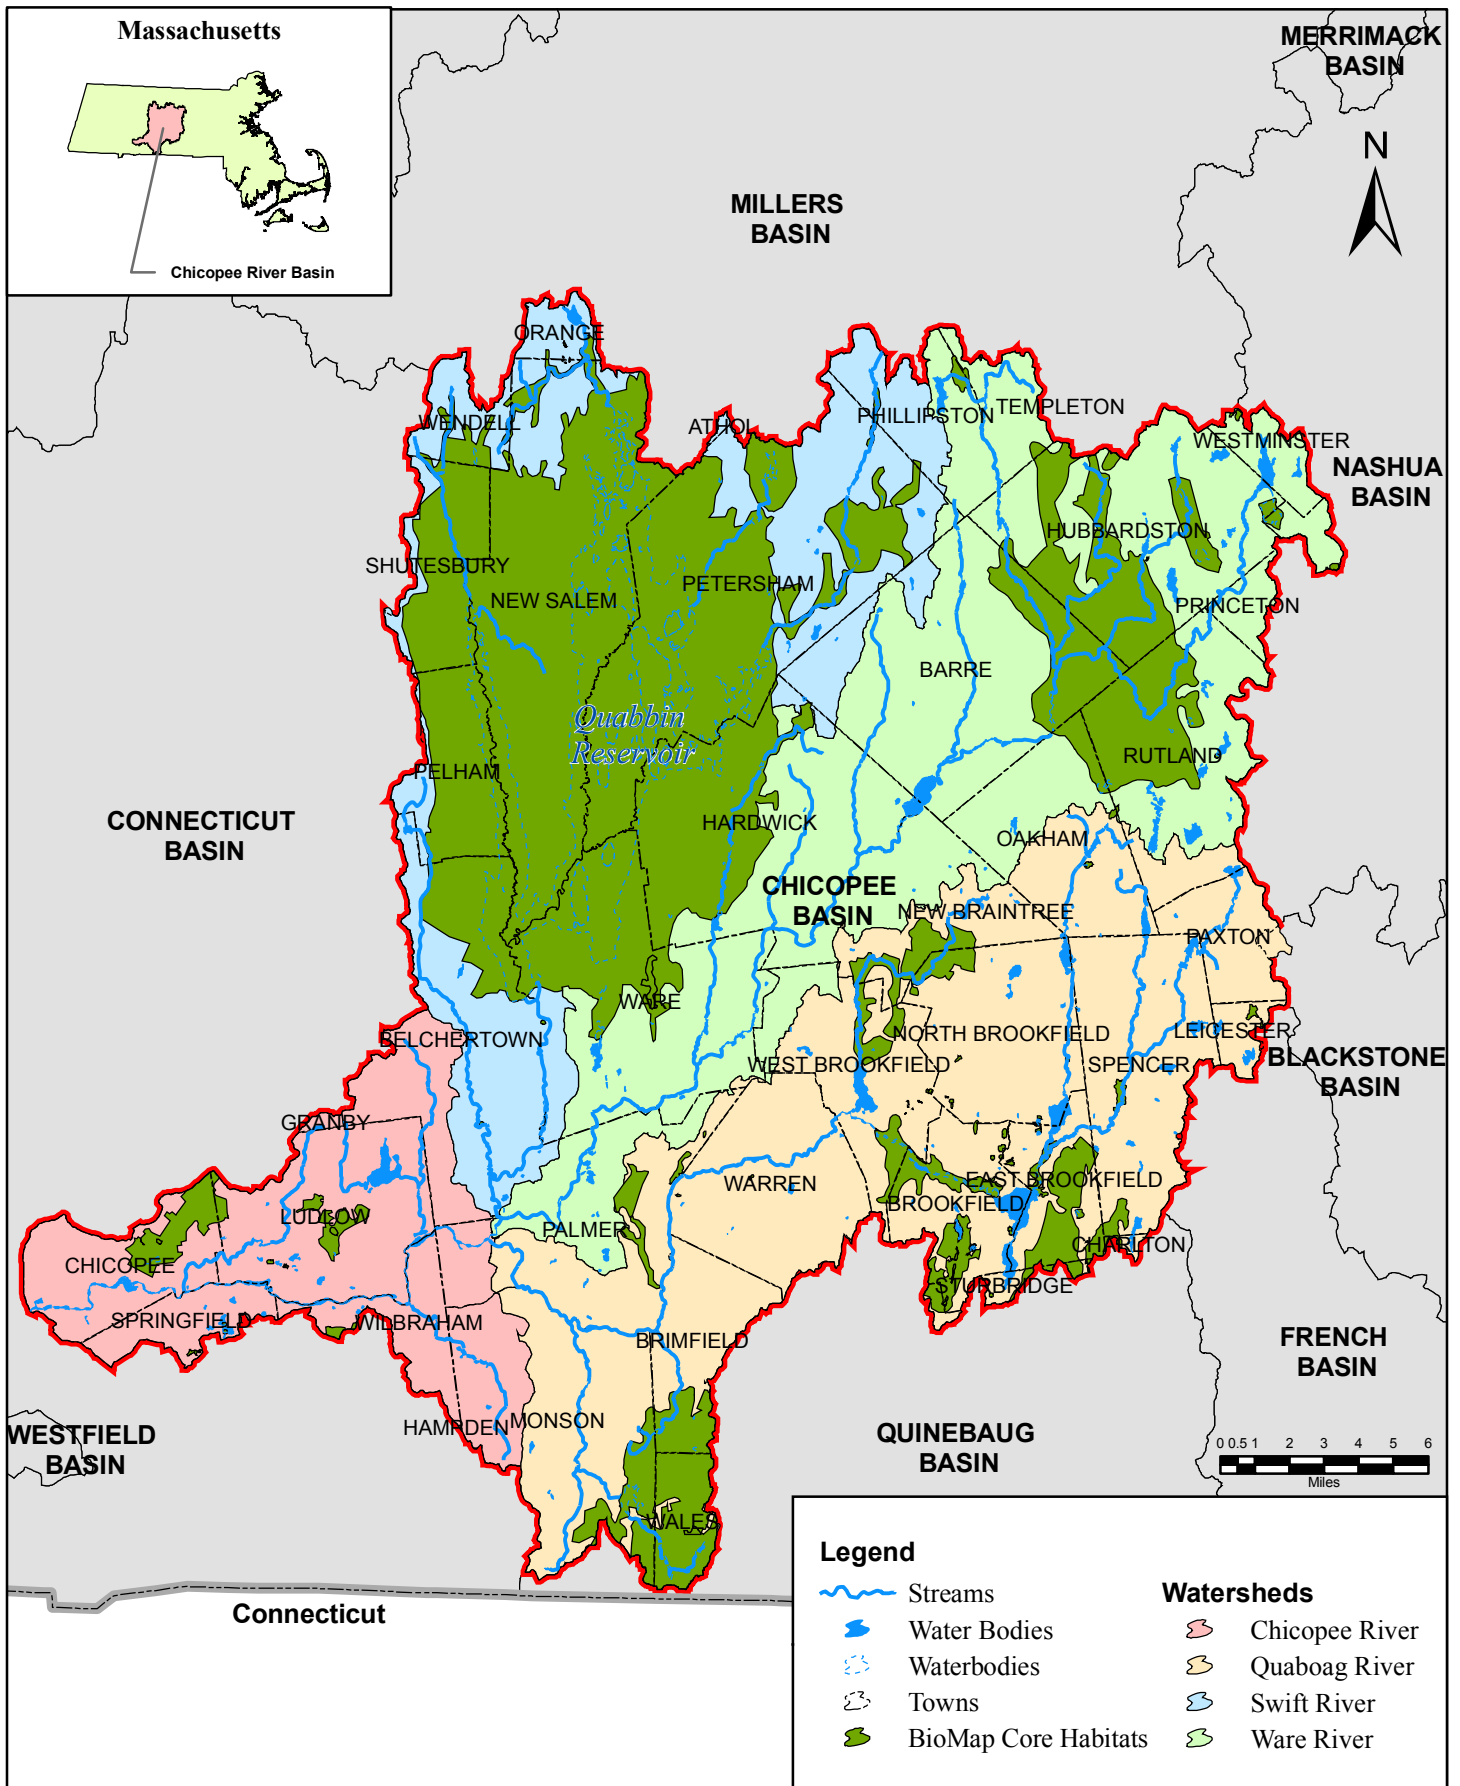 Massachusetts
Chicopee River Basin
MERRIMACK
BASIN
N
MILLERS
BASIN
ORANGE
WENDELL
ATHOL
PHILLIPSTON
TEMPLETON
WESTMINSTER
NASHUA
BASIN
HUBBARDSTON
SHUTESBURY
NEW SALEM
PETERSHAM
PRINCETON
BARRE
Quabbin
Reservoir
RUTLAND
PELHAM
CONNECTICUT
BASIN
HARDWICK
OAKHAM
CHICOPEE
BASIN
NEW BRAINTREE
PAXTON
WARE
BELCHERTOWN
NORTH BROOKFIELD
LEICESTER
WEST BROOKFIELD
SPENCER
BLACKSTONE
BASIN
GRANBY
WARREN
EAST BROOKFIELD
BROOKFIELD
LUDLOW
PALMER
CHARLTON
CHICOPEE
STURBRIDGE
SPRINGFIELD
WILBRAHAM
BRIMFIELD
FRENCH
BASIN
HAMPDEN
MONSON
WESTFIELD
BASIN
QUINEBAUG
BASIN
0 0.5 1 2 3 4 5 6
Miles
WALES
Connecticut
Legend
Streams
Water Bodies
Waterbodies
Towns
BioMap Core Habitats
Watersheds
Chicopee River
Quaboag River
Swift River
Ware River